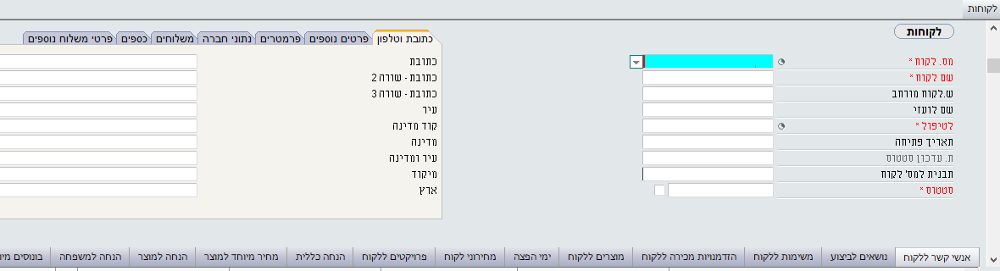 לקוחות
לקוחות
מס. לקוח *
שם לקוח *
ש.לקוח מורחב
שם לועזי
לטיפול *
תאריך פתיחה
ת. עדכון סטטוס
תבנית למס' לקוח
סטטוס *
כתובת וטלפון
פרטים נוספים
פרמטרים
נתוני חברה
משלוחים
כספים
פרטי משלוח נוספים
כתובת
כתובת - שורה 2
כתובת - שורה 3
עיר
קוד מדינה
מדינה
עיר ומדינה
מיקוד
ארץ
אנשי קשר ללקוח
נושאים לביצוע
משימות ללקוח
הזדמנויות מכירה ללקוח
מוצרים ללקוח
ימי הפצה
מחירוני לקוח
פרויקטים ללקוח
הנחה כללית
מחיר מיוחד למוצר
הנחה למוצר
הנחה למשפחה
בונוסים מיו